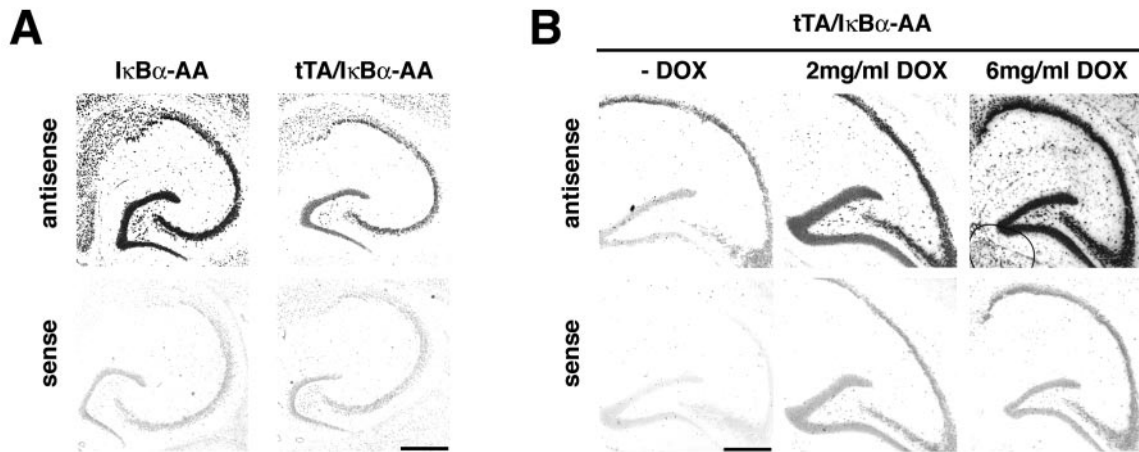 A
IκBα-AA
tTA/IκBα-AA
antisense
sense
B
tTA/IκBα-AA
- DOX
2mg/ml DOX
6mg/ml DOX
antisense
sense